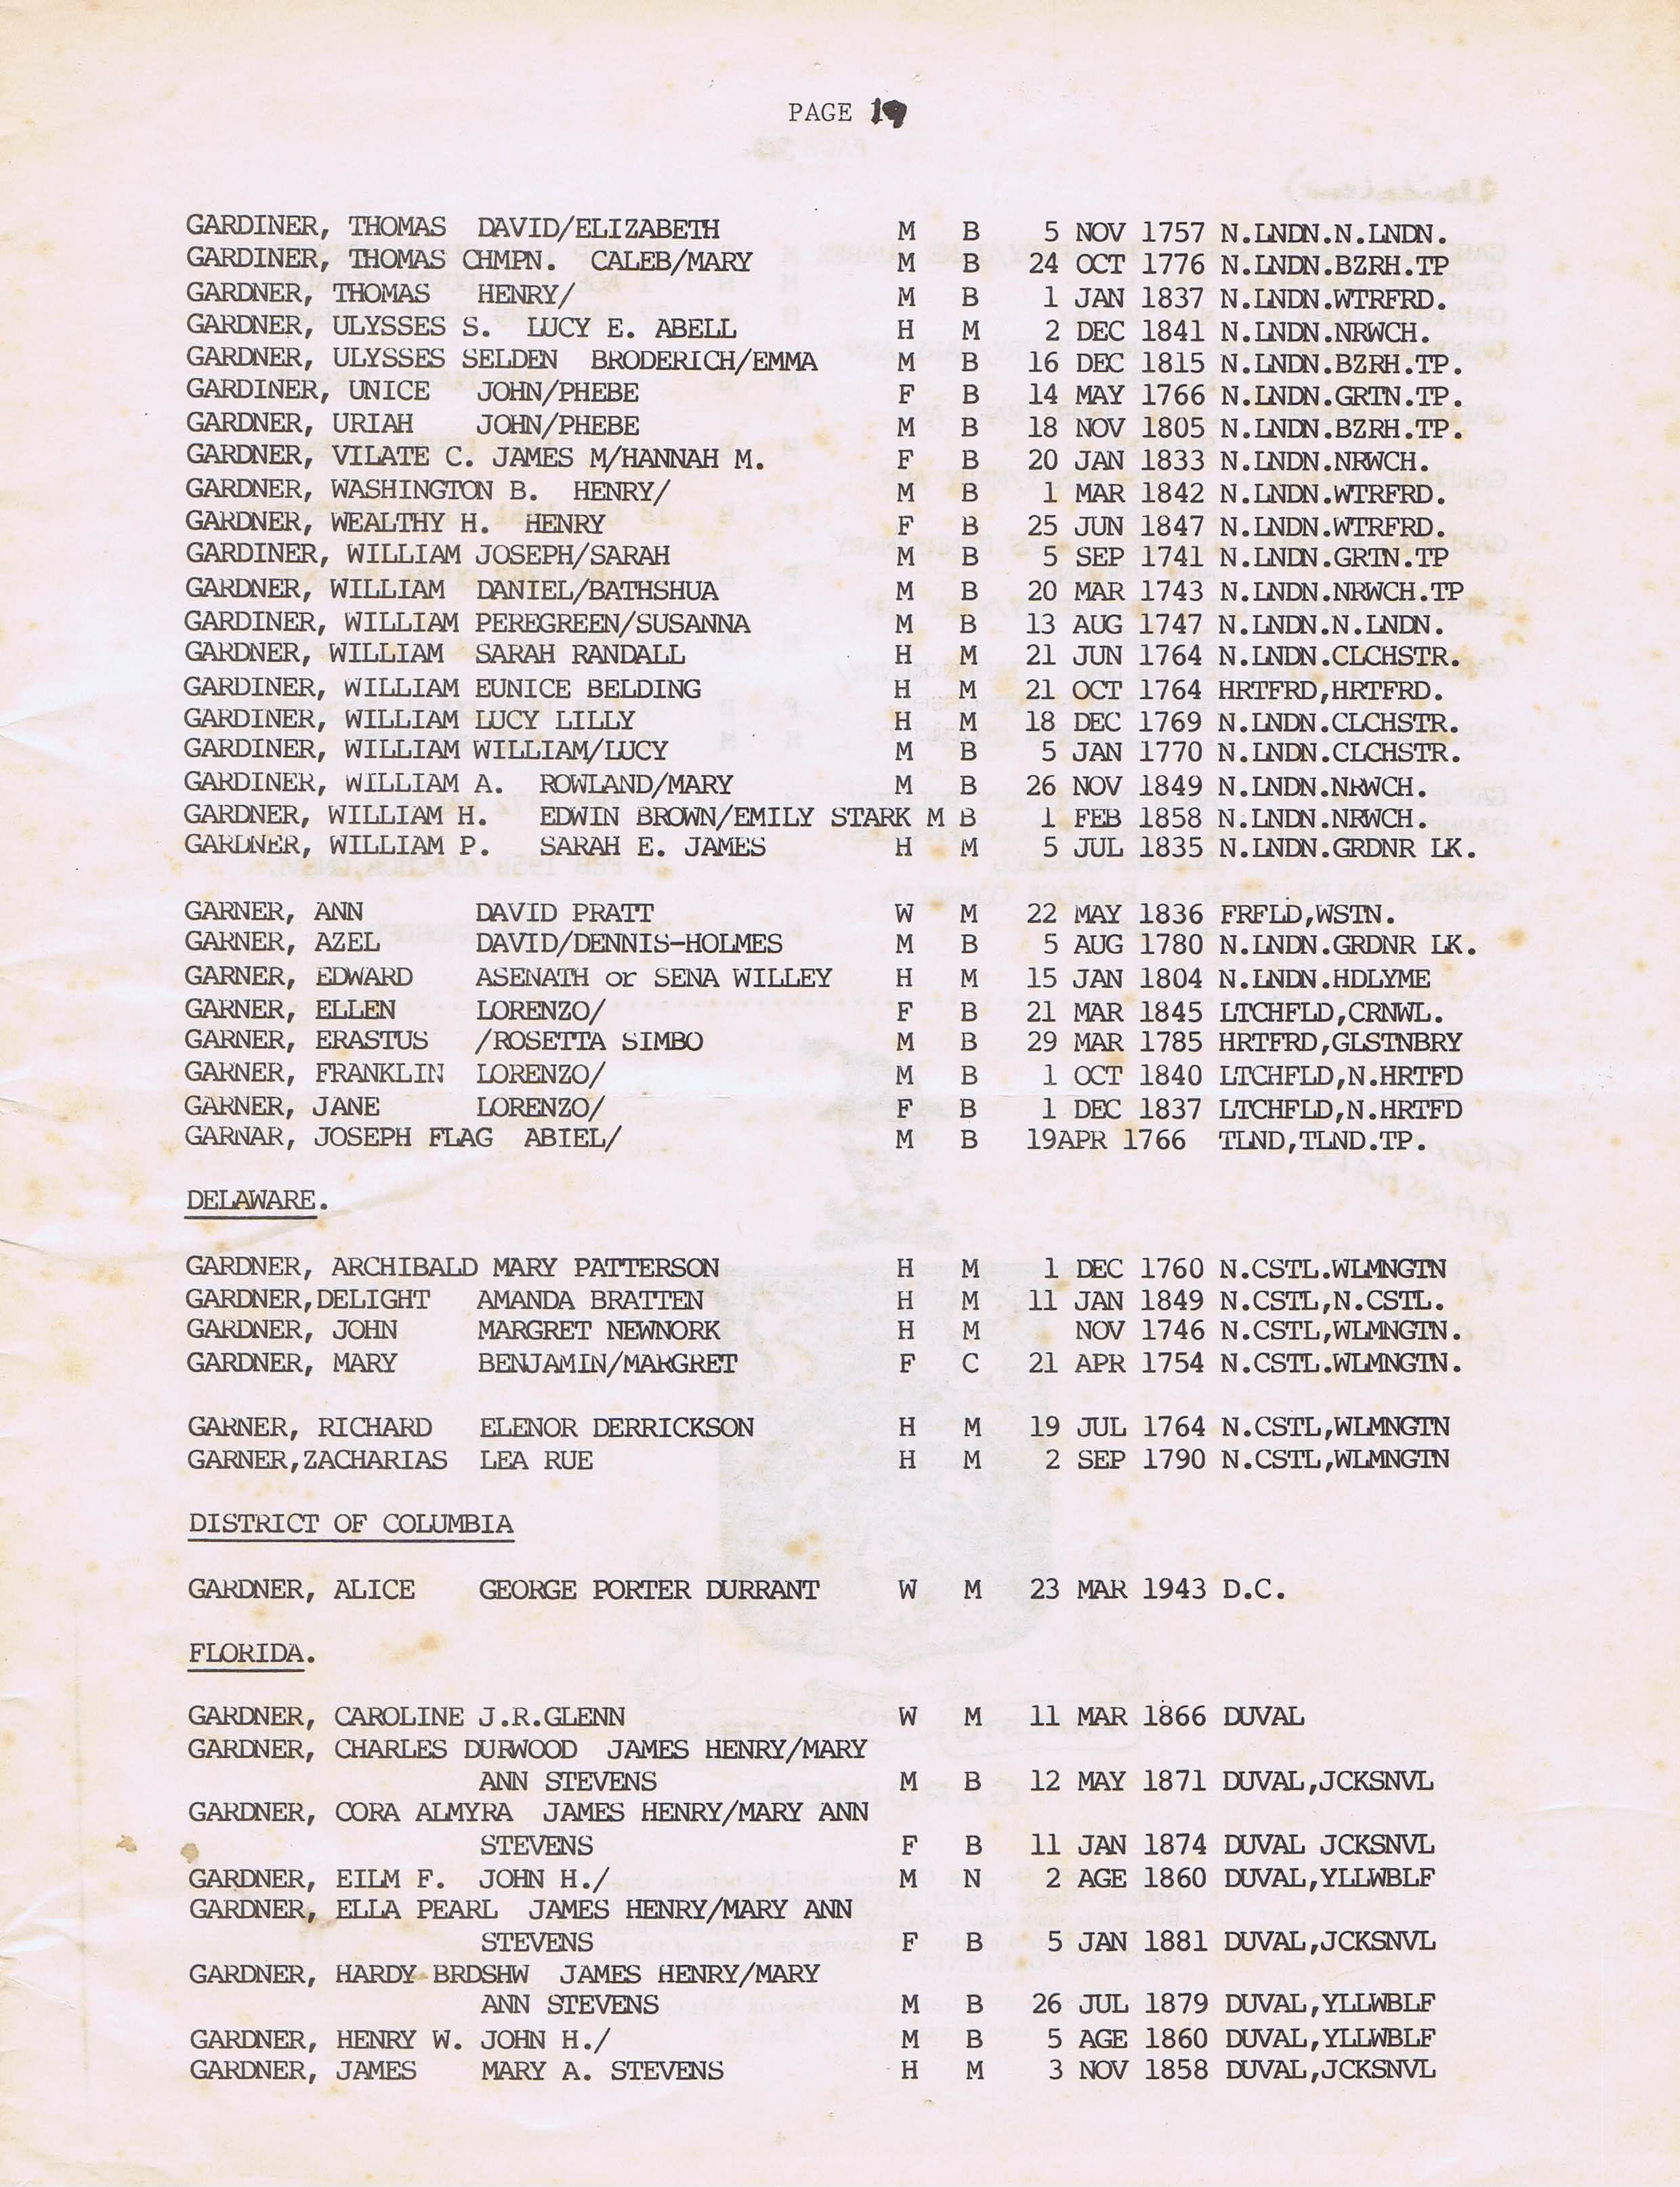 PAGE 19
GARDINER, THOMAS DAVID/ELIZABETH M B 5 NOV 1757 N.LNDN.N.LNDN.
GARDINER, THOMAS CHMPN. CALEB/MARY M B 24 OCT 1776 N.LNDN.BZRH.TP
GARDNER, THOMAS HENRY/ M B 1 JAN 1837 N.LNDN.WTRFRD.
GARDNER, ULYSSES S. LUCY E. ABELL H M 2 DEC 1841 N.LNDN.NRWCH.
GARDNER, ULYSSES SELDEN BRODERICH/EMMA M B 16 DEC 1815 N.LNDN.BZRH.TP.
GARDINER, UNICE JOHN/PHEBE F B 14 MAY 1766 N.LNDN.GRTN.TP.
GARDNER, URIAH JOHN/PHEBE M B 18 NOV 1805 N.LNDN.BZRH.TP.
GARDNER, VILATE C. JAMES M/HANNAH M. F B 20 JAN 1833 N.LNDN.NRWCH.
GARDNER, WASHINGTON B. HENRY/ M B 1 MAR 1842 N.LNDN.WTRFRD.
GARDNER, WEALTHY H. HENRY F B 25 JUN 1847 N.LNDN.WTRFRD.
GARDINER, WILLIAM JOSEPH/SARAH M B 5 SEP 1741 N.LNDN.GRTN.TP
GARDNER, WILLIAM DANIEL/BATHSHUA M B 20 MAR 1743 N.LNDN.NRWCH.TP
GARDINER, WILLIAM PEREGREEN/SUSANNA M B 13 AUG 1747 N.LNDN.N.LNDN.
GARDNER, WILLIAM SARAH RANDALL H M 21 JUN 1764 N.LNDN.CLCHSTR.
GARDINER, WILLIAM EUNICE BELDING H M 21 OCT 1764 HRTFRD,HRTFRD.
GARDINER, WILLIAM LUCY LILLY H M 18 DEC 1769 N.LNDN.CLCHSTR.
GARDINER, WILLIAM WILLIAM/LUCY M B 5 JAN 1770 N.LNDN.CLCHSTR.
GARDINER, WILLIAM A. ROWLAND/MARY M B 26 NOV 1849 N.LNDN.NRWCH.
GARDNER, WILLIAM H. EDWIN BROWN/EMILY STARK M B 1 FEB 1858 N.LNDN.NRWCH.
GARDNER, WILLIAM P. SARAH E. JAMES H M 5 JUL 1835 N.LNDN.GRDNR LK.
GARNER, ANN DAVID PRATT W M 22 MAY 1836 FRFLD,WSTN.
GARNER, AZEL DAVID/DENNIS-HOLMES M B 5 AUG 1780 N.LNDN.GRDNR LK.
GARNER, EDWARD ASENATH or SENA WILLEY H M 15 JAN 1804 N.LNDN.HDLYME
GARNER, ELLEN LORENZO/ F B 21 MAR 1845 LTCHFLD,CRNWL.
GARNER, ERASTUS /ROSETTA SIMBO M B 29 MAR 1785 HRTFRD,GLSTNBRY
GARNER, FRANKLIN LORENZO/ M B 1 OCT 1840 LTCHFLD,N.HRTFD
GARNER, JANE LORENZO/ F B 1 DEC 1837 LTCHFLD,N.HRTFD
GARNAR, JOSEPH FLAG ABIEL/ M B 19APR 1766 TLND,TLND.TP.
DELAWARE.
GARDNER, ARCHIBALD MARY PATTERSON H M 1 DEC 1760 N.CSTL.WLMNGTN
GARDNER,DELIGHT AMANDA BRATTEN H M 11 JAN 1849 N.CSTL,N.CSTL.
GARDNER, JOHN MARGRET NEWNORK H M NOV 1746 N.CSTL,WLMNGTN.
GARDNER, MARY BENJAMIN/MARGRET F C 21 APR 1754 N.CSTL.WLMNGTN.
GARNER, RICHARD ELENOR DERRICKSON H M 19 JUL 1764 N.CSTL,WLMNGTN
GARNER,ZACHARIAS LEA RUE H M 2 SEP 1790 N.CSTL,WLMNGTN
DISTRICT OF COLUMBIA
GARDNER, ALICE GEORGE PORTER DURRANT W M 23 MAR 1943 D.C.
FLORIDA.
GARDNER, CAROLINE J.R.GLENN W M 11 MAR 1866 DUVAL
GARDNER, CHARLES DURWOOD JAMES HENRY/MARY
ANN STEVENS M B 12 MAY 1871 DUVAL,JCKSNVL
GARDNER, CORA ALMYRA JAMES HENRY/MARY ANN
STEVENS F B 11 JAN 1874 DUVAL JCKSNVL
GARDNER, EILM F. JOHN H./ M N 2 AGE 1860 DUVAL,YLLWBLF
GARDNER, ELLA PEARL JAMES HENRY/MARY ANN
STEVENS F B 5 JAN 1881 DUVAL,JCKSNVL
GARDNER, HARDY BRDSHW JAMES HENRY/MARY
ANN STEVENS M B 26 JUL 1879 DUVAL,YLLWBLF
GARDNER, HENRY W. JOHN H./ M B 5 AGE 1860 DUVAL,YLLWBLF
GARDNER, JAMES MARY A. STEVENS H M 3 NOV 1858 DUVAL,JCKSNVL